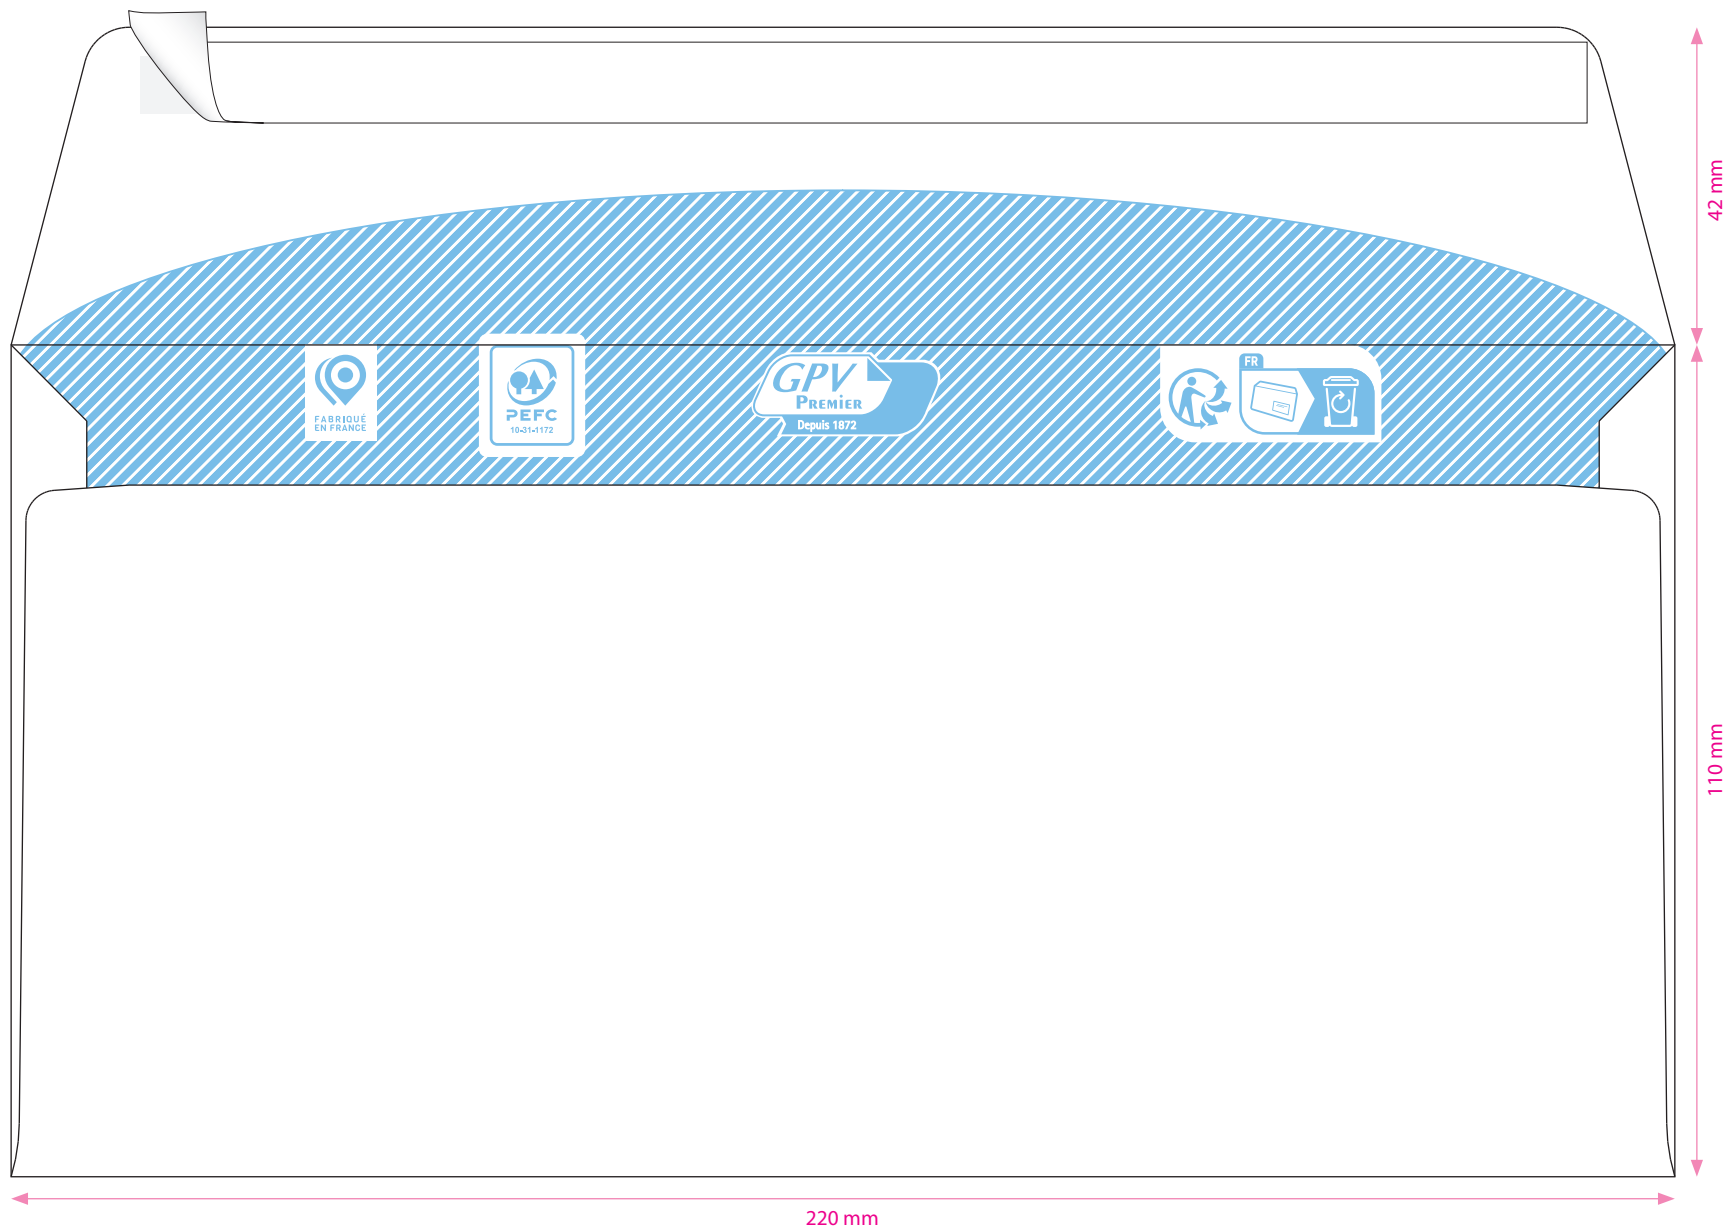 42 mm
FABRIQUÉ
EN FRANCE
PEFC
10-31-1172
GPV
PREMiER
Depuis 1872
FR
110 mm
220 mm